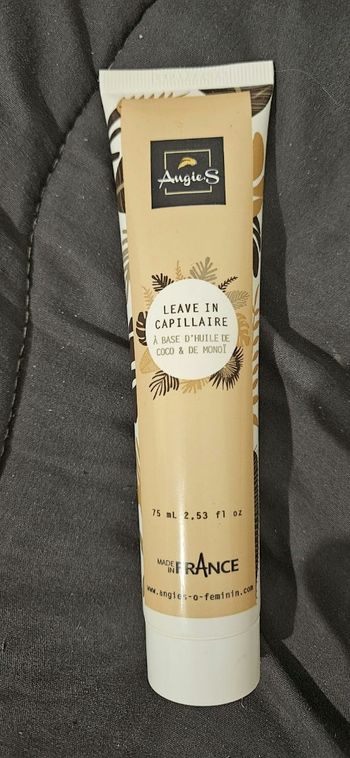 AngieS
LEAVE IN
CAPILLAIRE
À BASE D'HUILE DE
COCO & DE MONOÏ
75 mL 2,53 fl oz
MADE
IN FRANCE
www.angies-o-feminin.com